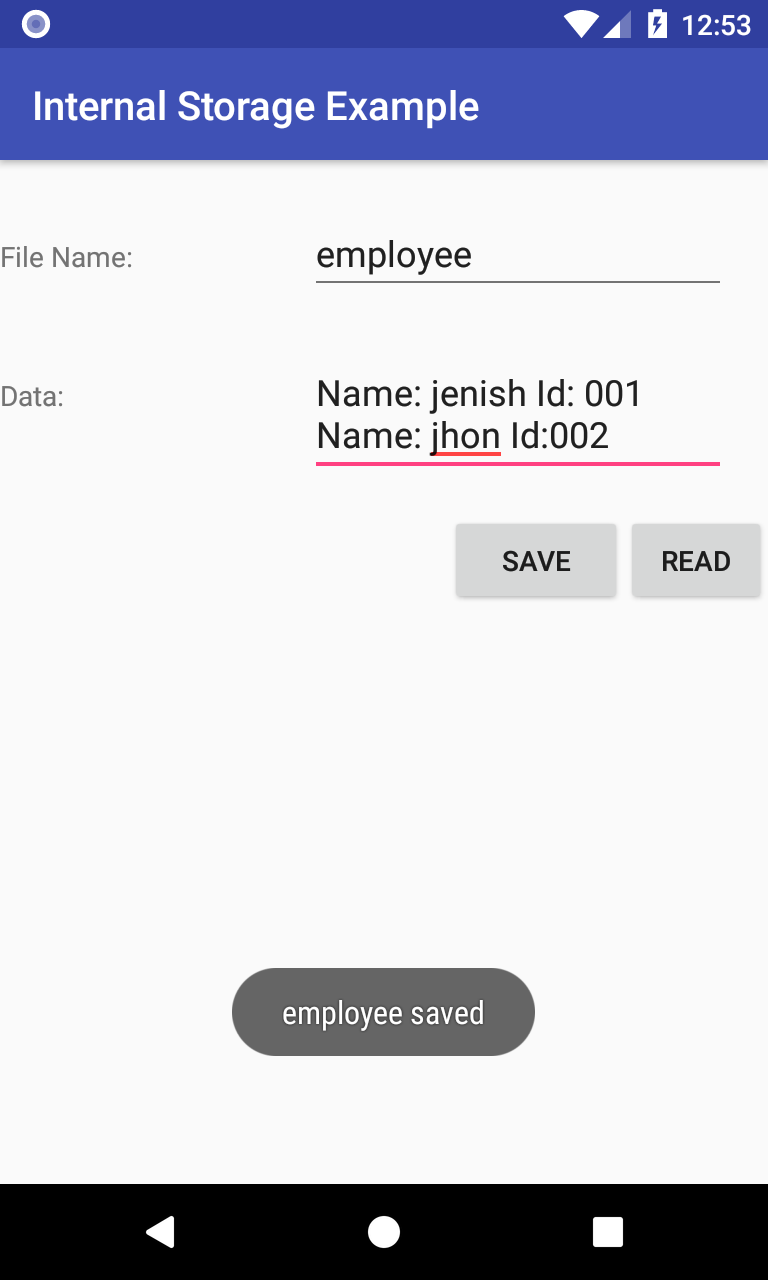 12:53
Internal Storage Example
File Name:
employee
Data:
Name: jenish Id: 001
Name: jhon Id:002
SAVE
READ
employee saved